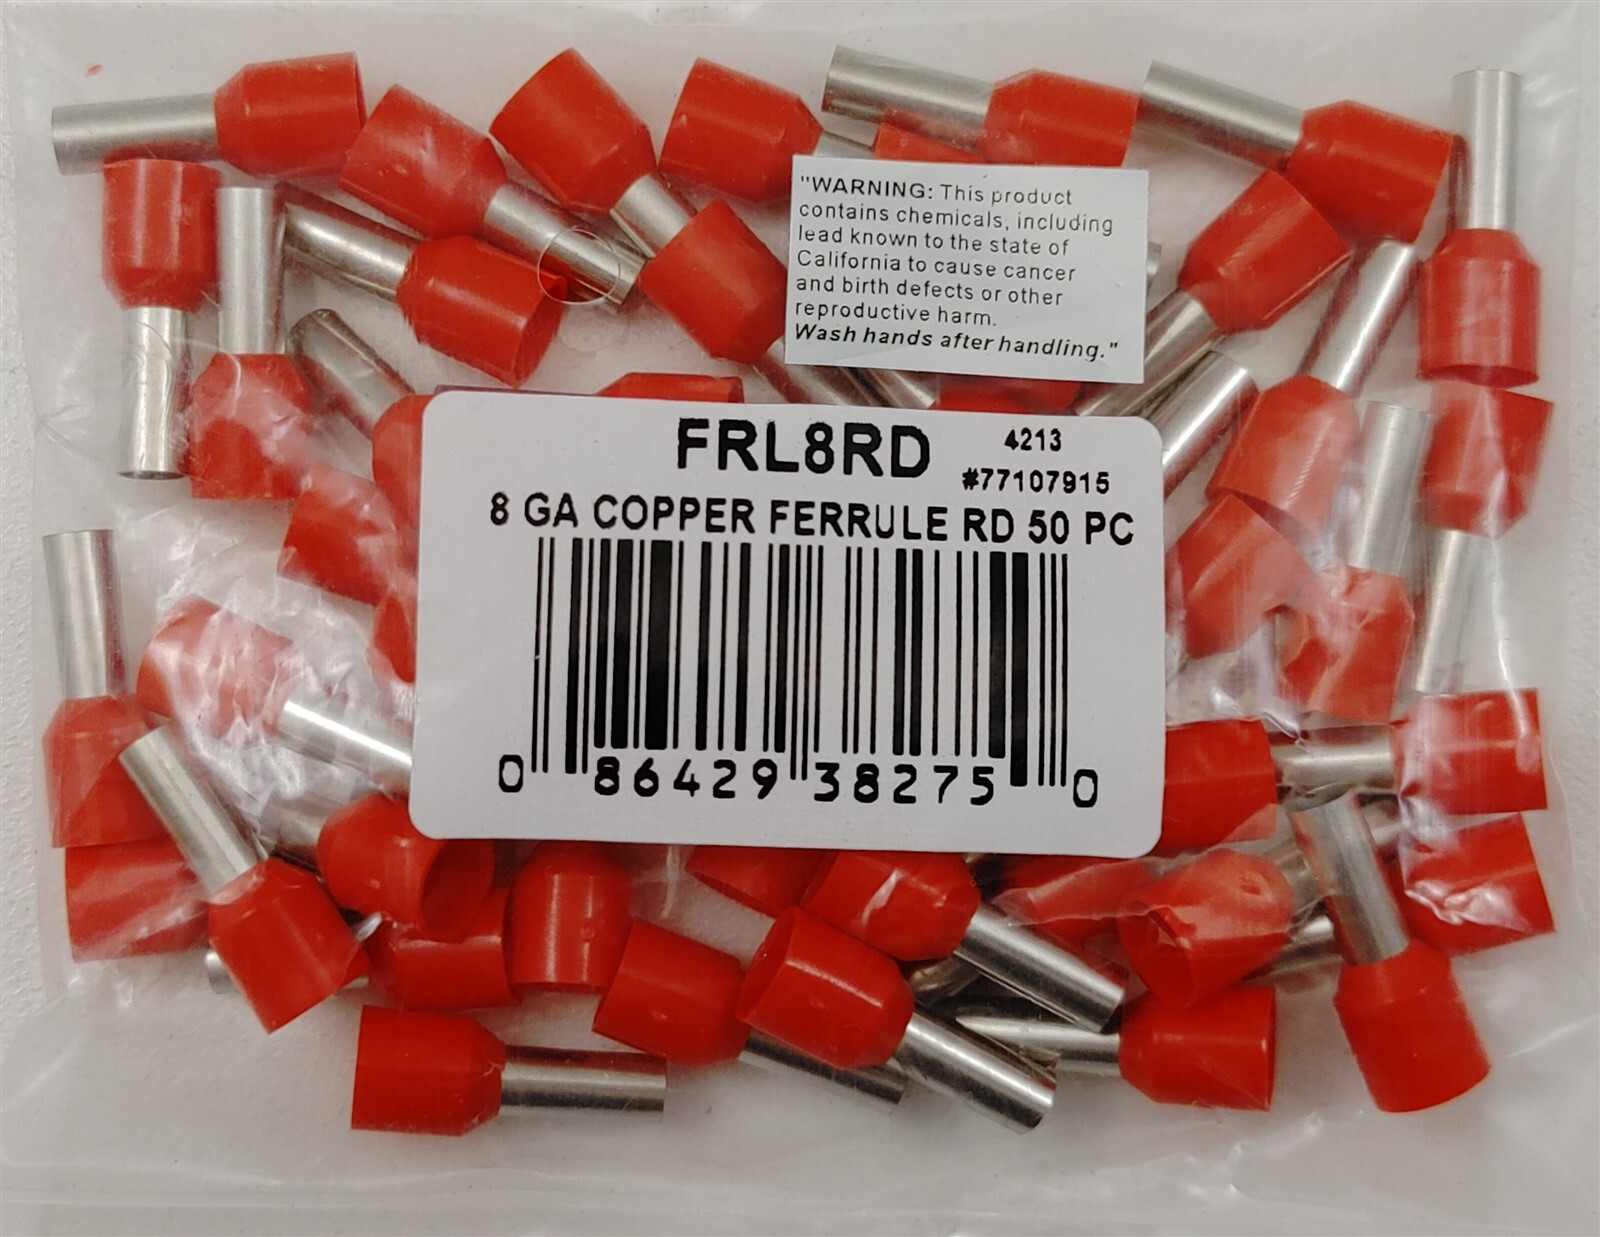 "WARNING: This product
contains chemicals, including
lead known to the state of
California to cause cancer
and birth defects or other
reproductive harm.
Wash hands after handling."
FRL8RD
4213
#77107915
8 GA COPPER FERRULE RD 50 PC
0 86429 38275 0